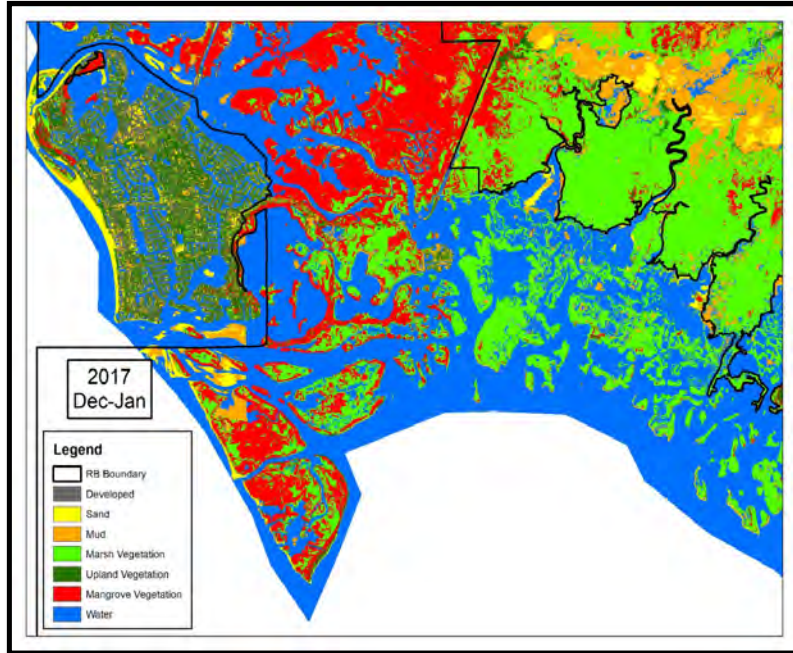 2017
Dec-Jan
Legend
RB Boundary
Developed
Sand
Mud
Marsh Vegetation
Upland Vegetation
Mangrove Vegetation
Water